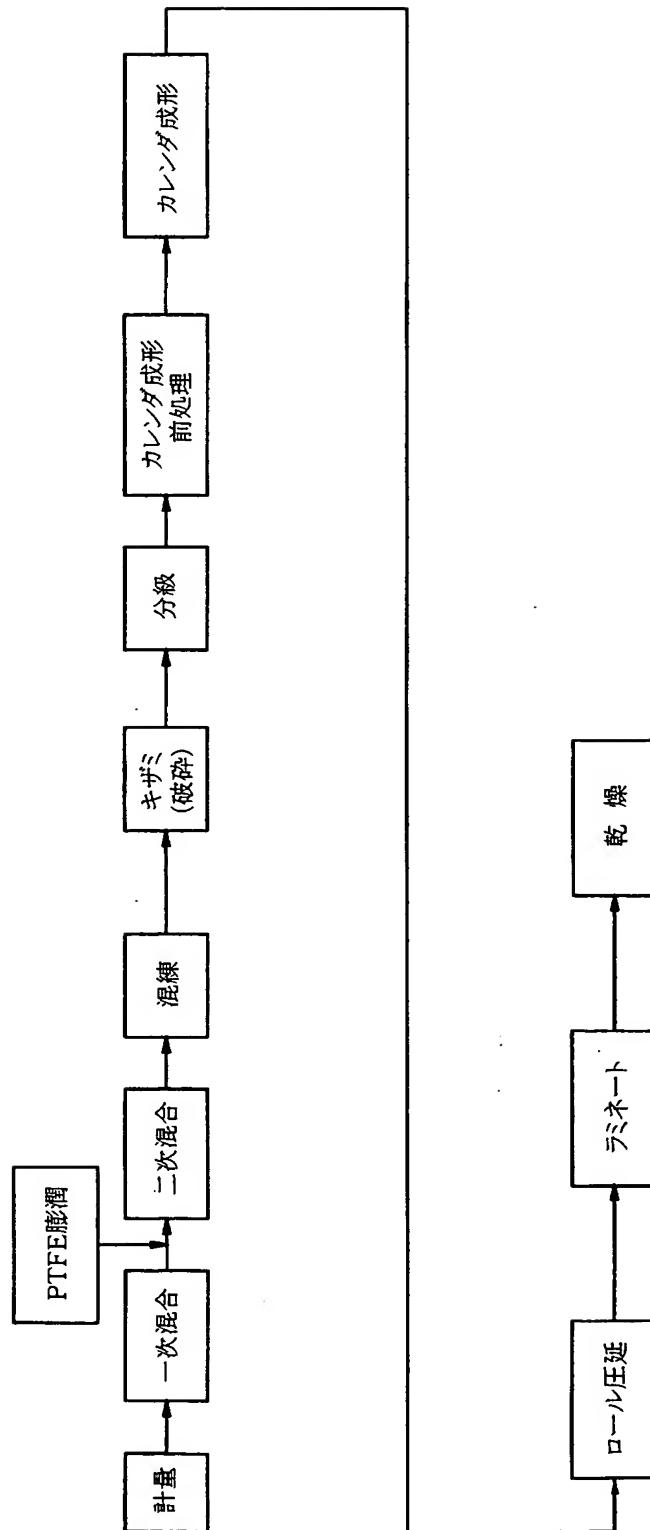 計量
一次混合
PTFE膨潤
二次混合
混練
キザミ
(破砕)
分級
カレンダ成形
前処理
カレンダ成形
ロール圧延
ラミネート
乾 燥